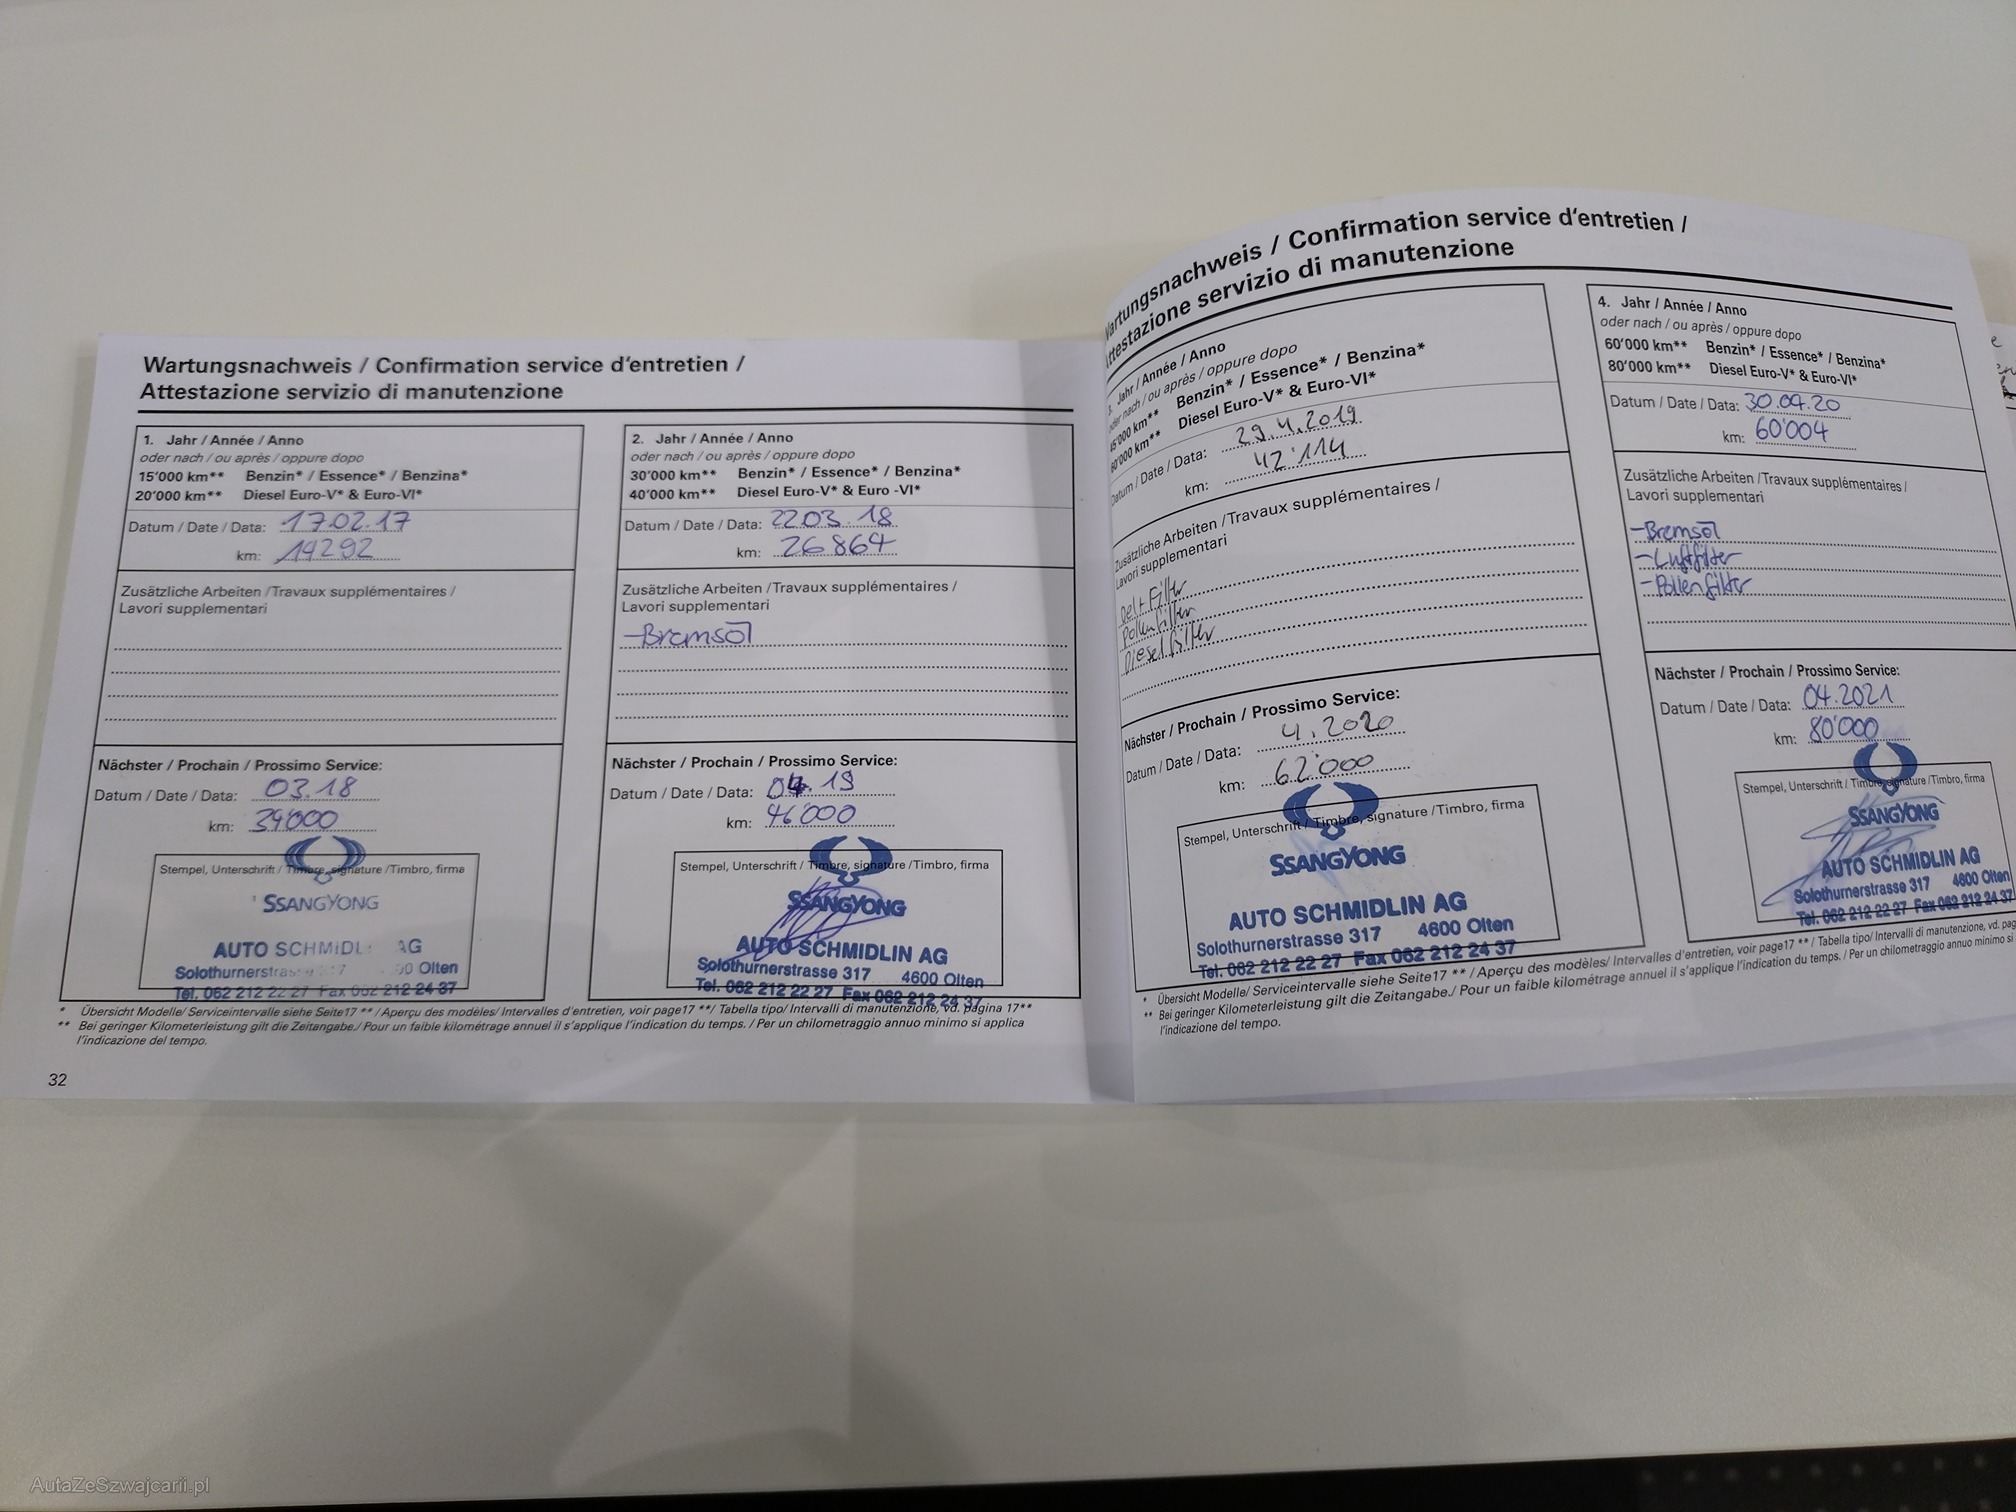 Wartungsnachweis / Confirmation service d'entretien /
Attestazione servizio di manutenzione
1. Jahr / Année / Anno
oder nach / ou après / oppure dopo
15'000 km** Benzin* / Essence* / Benzina*
20'000 km** Diesel Euro-V* & Euro-VI*
Datum / Date / Data: 17.02.17
km: 14292
Zusätzliche Arbeiten /Travaux supplémentaires /
Lavori supplementari
Nächster / Prochain / Prossimo Service:
Datum / Date / Data: 03.18
km: 34000
Stempel, Unterschrift / Timbre, signature /Timbro, firma
SSANGYONG
AUTO SCHMIDL AG
Solothurnerstrasse Olten
Tel. 062 212 22 27 Fax 062 212 24 37
2. Jahr / Année / Anno
oder nach / ou après / oppure dopo
30'000 km** Benzin* / Essence* / Benzina*
40'000 km** Diesel Euro-V* & Euro -VI*
Datum / Date / Data: 22.03.18
km: 26864
Zusätzliche Arbeiten /Travaux supplémentaires /
Lavori supplementari
-Bremsöl
Nächster / Prochain / Prossimo Service:
Datum / Date / Data: 04.19
km: 46'000
Stempel, Unterschrift / Timbre, signature /Timbro, firma
SSANGYONG
AUTO SCHMIDLIN AG
Solothurnerstrasse 317 4600 Olten
Tel. 062 212 22 27 Fax 062 212 24 37
* Übersicht Modelle/ Serviceintervalle siehe Seite17 ** / Aperçu des modèles/ Intervalles d'entretien, voir page17 **/ Tabella tipo/ Intervalli di manutenzione, vd. pagina 17**
** Bei geringer Kilometerleistung gilt die Zeitangabe./ Pour un faible kilométrage annuel il s'applique l'indication du temps. / Per un chilometraggio annuo minimo si applica
l'indicazione del tempo.
32
Wartungsnachweis / Confirmation service d'entretien /
Attestazione servizio di manutenzione
3. Jahr / Année / Anno
oder nach / ou après / oppure dopo
45'000 km** Benzin* / Essence* / Benzina*
60'000 km** Diesel Euro-V* & Euro-VI*
Datum / Date / Data: 29.4.2019
km: 42'114
Zusätzliche Arbeiten /Travaux supplémentaires /
Lavori supplementari
Oel + Filter
Pollenfilter
Dieselfilter
Nächster / Prochain / Prossimo Service:
Datum / Date / Data: 4.2020
km: 62'000
Stempel, Unterschrift / Timbre, signature /Timbro, firma
SSANGYONG
AUTO SCHMIDLIN AG
Solothurnerstrasse 317 4600 Olten
Tel. 062 212 22 27 Fax 062 212 24 37
4. Jahr / Année / Anno
oder nach / ou après / oppure dopo
60'000 km** Benzin* / Essence* / Benzina*
80'000 km** Diesel Euro-V* & Euro-VI*
Datum / Date / Data: 30.04.20
km: 60'004
Zusätzliche Arbeiten /Travaux supplémentaires /
Lavori supplementari
-Bremsöl
-Luftfilter
-Pollenfilter
Nächster / Prochain / Prossimo Service:
Datum / Date / Data: 04.2021
km: 80'000
Stempel, Unterschrift / Timbre, signature /Timbro, firma
SSANGYONG
AUTO SCHMIDLIN AG
Solothurnerstrasse 317 4600 Olten
Tel. 062 212 22 27 Fax 062 212 24 37
* Übersicht Modelle/ Serviceintervalle siehe Seite17 ** / Aperçu des modèles/ Intervalles d'entretien, voir page17 ** / Tabella tipo/ Intervalli di manutenzione, vd. pag
** Bei geringer Kilometerleistung gilt die Zeitangabe./ Pour un faible kilométrage annuel il s'applique l'indication du temps. / Per un chilometraggio annuo minimo si
l'indicazione del tempo.
AutaZeSzwajcarii.pl